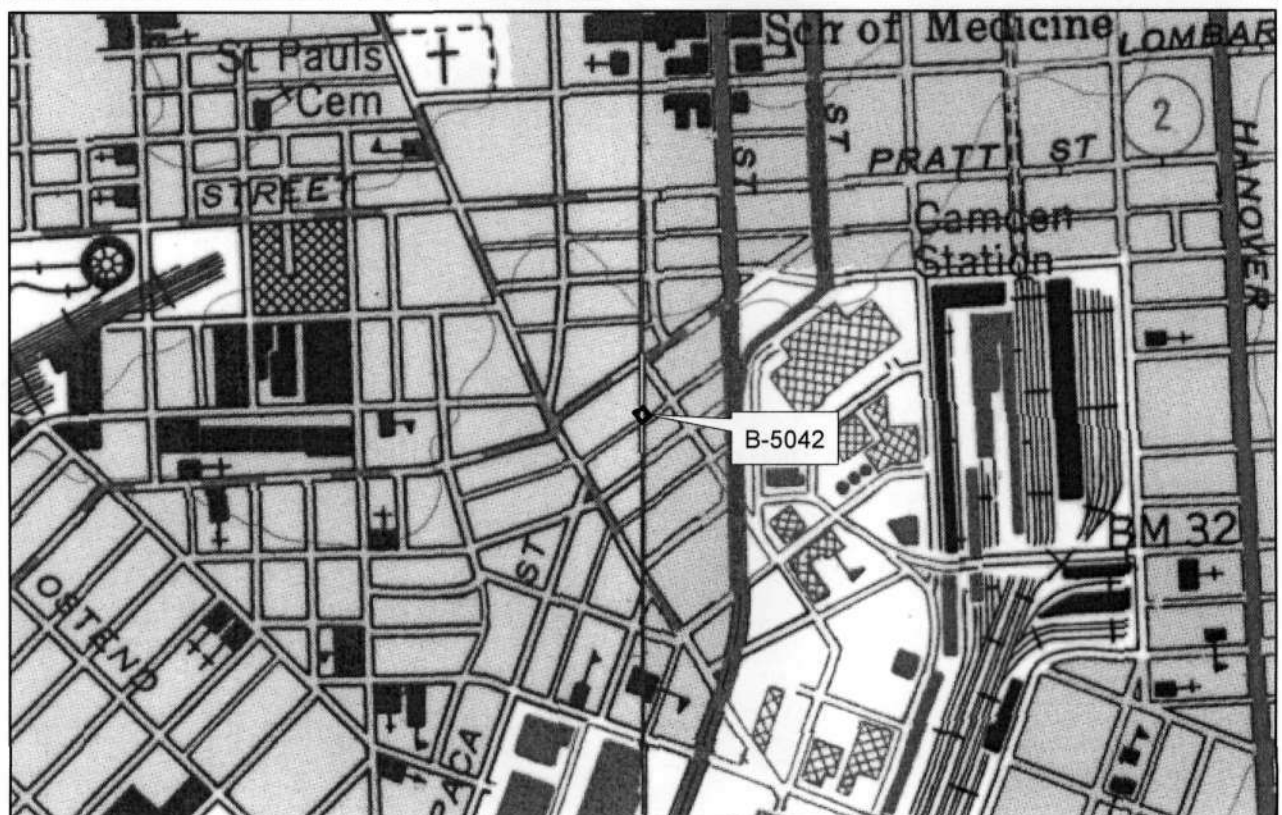 Sch of Medicine
LOMBAR
St Pauls
Cem
2
ST
ST
PRATT ST
HANOVER
STREET
Camden
Station
B-5042
BM 32
ST
OSTEND
PACA